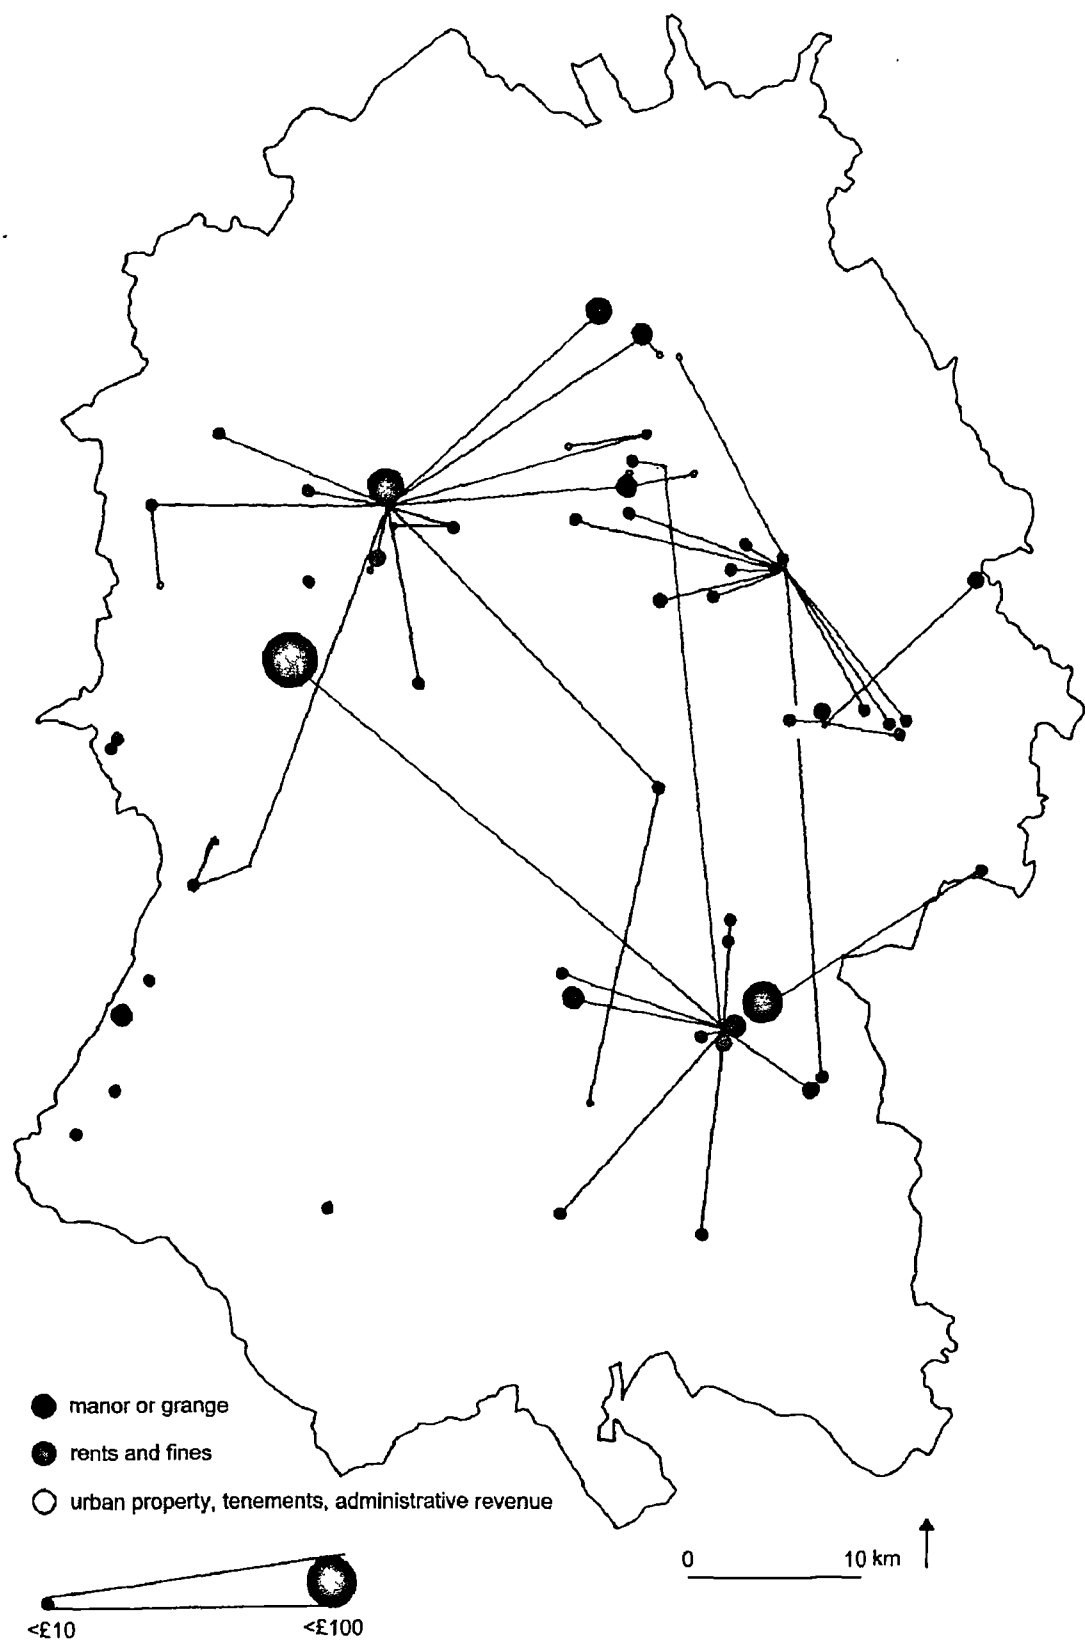 manor or grange
rents and fines
urban property, tenements, administrative revenue
0 10 km
<£10 <£100